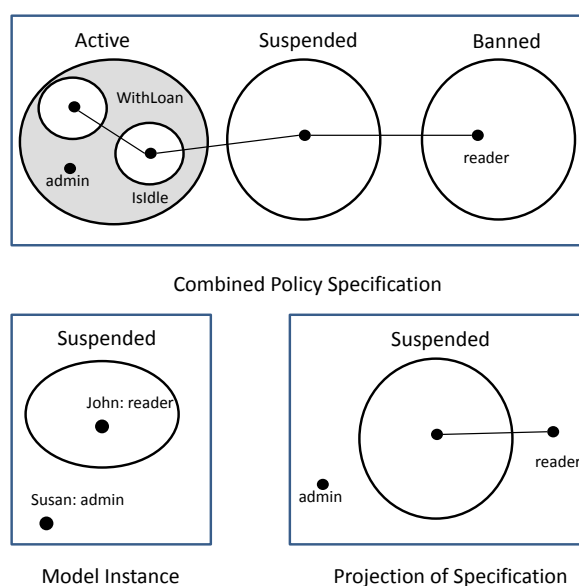 Active
Suspended
Banned
WithLoan
admin
IsIdle
reader
Combined Policy Specification
Suspended
John: reader
Susan: admin
Model Instance
Suspended
reader
admin
Projection of Specification